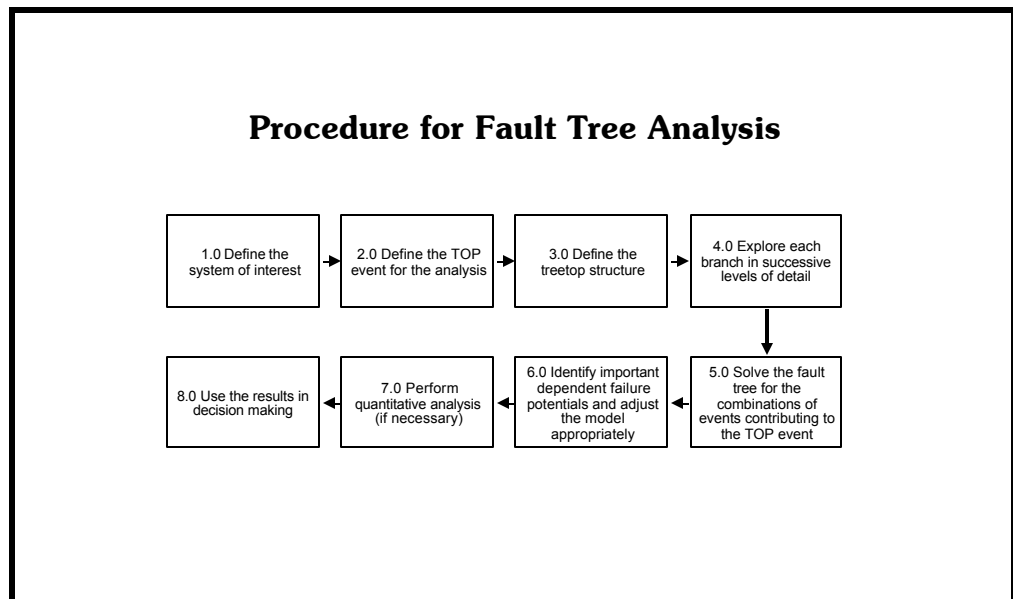 Procedure for Fault Tree Analysis
1.0 Define the
system of interest
2.0 Define the TOP
event for the analysis
3.0 Define the
treetop structure
4.0 Explore each
branch in successive
levels of detail
5.0 Solve the fault
tree for the
combinations of
events contributing to
the TOP event
6.0 Identify important
dependent failure
potentials and adjust
the model
appropriately
7.0 Perform
quantitative analysis
(if necessary)
8.0 Use the results in
decision making